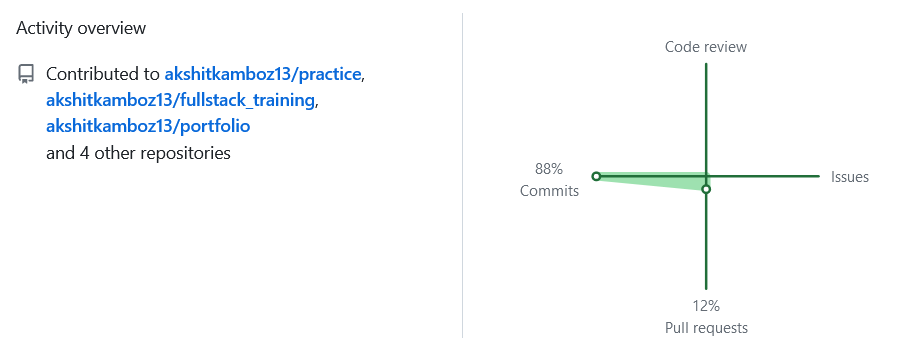 Activity overview
Contributed to akshitkamboz13/practice,
akshitkamboz13/fullstack_training,
akshitkamboz13/portfolio
and 4 other repositories
Code review
88%
Commits
Issues
12%
Pull requests